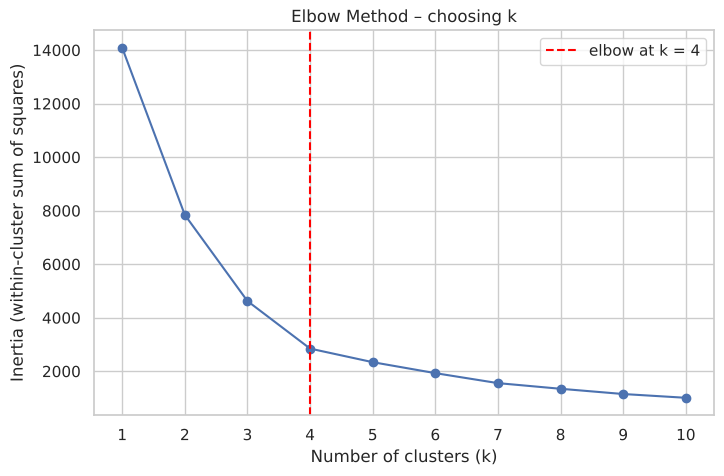 Elbow Method – choosing k
elbow at k = 4
Inertia (within-cluster sum of squares)
14000
12000
10000
8000
6000
4000
2000
1 2 3 4 5 6 7 8 9 10
Number of clusters (k)